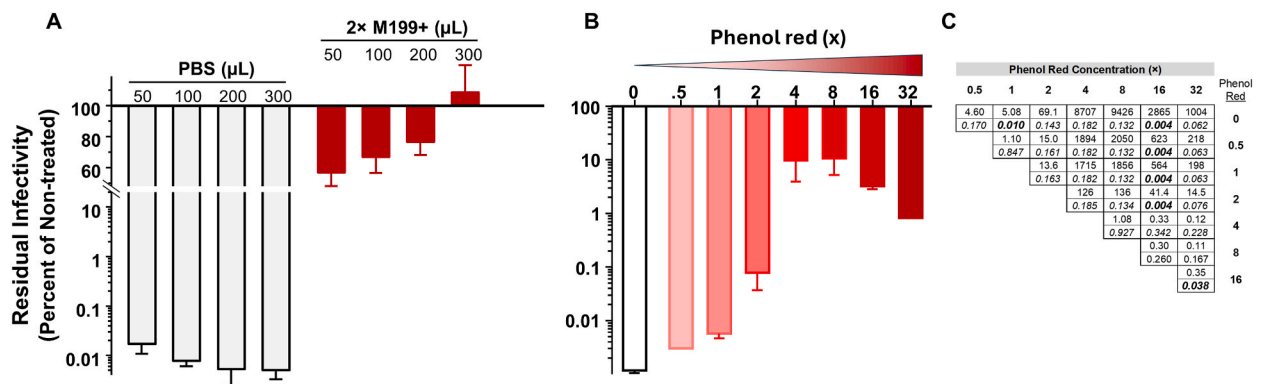 A
2× M199+ (µL)
50 100 200 300
PBS (µL)
50 100 200 300
Residual Infectivity
(Percent of Non-treated)
100
80
60
10
1
0.1
0.01
B
Phenol red (x)
0 .5 1 2 4 8 16 32
100
10
1
0.1
0.01
C
Phenol Red Concentration (×)
Phenol
Red
0.5 1 2 4 8 16 32
4.60 5.08 69.1 8707 9426 2865 1004
0
0.170 0.010 0.143 0.182 0.132 0.004 0.062
1.10 15.0 1894 2050 623 218
0.5
0.847 0.161 0.182 0.132 0.004 0.063
13.6 1715 1856 564 198
1
0.163 0.182 0.132 0.004 0.063
126 136 41.4 14.5
2
0.185 0.134 0.004 0.076
1.08 0.33 0.12
4
0.927 0.342 0.228
0.30 0.11
8
0.260 0.167
0.35
16
0.038